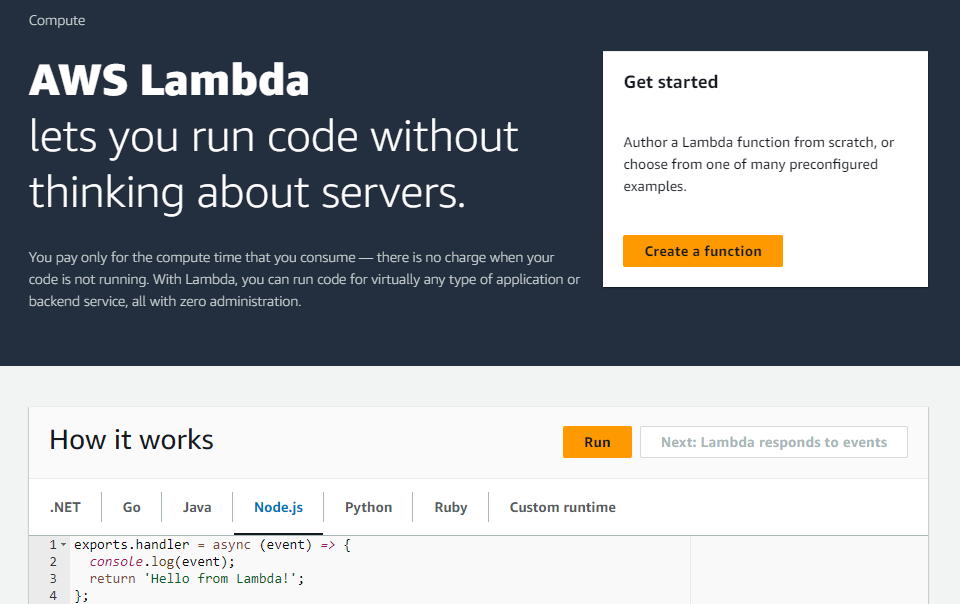 Compute
AWS Lambda
lets you run code without
thinking about servers.
You pay only for the compute time that you consume — there is no charge when your
code is not running. With Lambda, you can run code for virtually any type of application or
backend service, all with zero administration.
Get started
Author a Lambda function from scratch, or
choose from one of many preconfigured
examples.
Create a function
How it works
Run
Next: Lambda responds to events
.NET
Go
Java
Node.js
Python
Ruby
Custom runtime
1 exports.handler = async (event) => {
2   console.log(event);
3   return 'Hello from Lambda!';
4 };